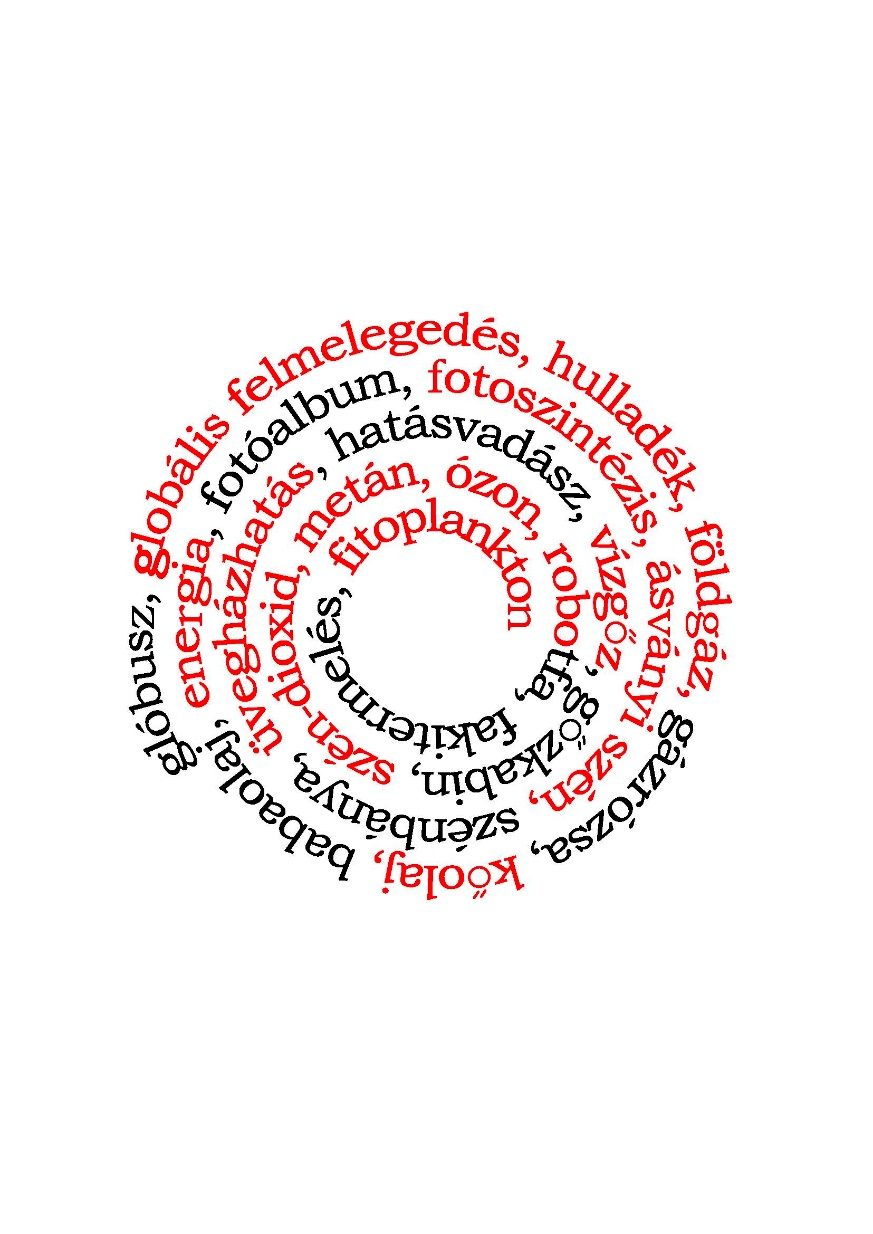 glóbusz, globális felmelegedés, hulladék, földgáz, gázrózsa, kőolaj, babaolaj, energia, fotóalbum, fotoszintézis, ásványi szén, szénbánya, üvegházhatás, hatásvadász, vízgőz, gőzkabin, szén-dioxid, metán, ózon, robotfa, fakitermelés, fitoplankton